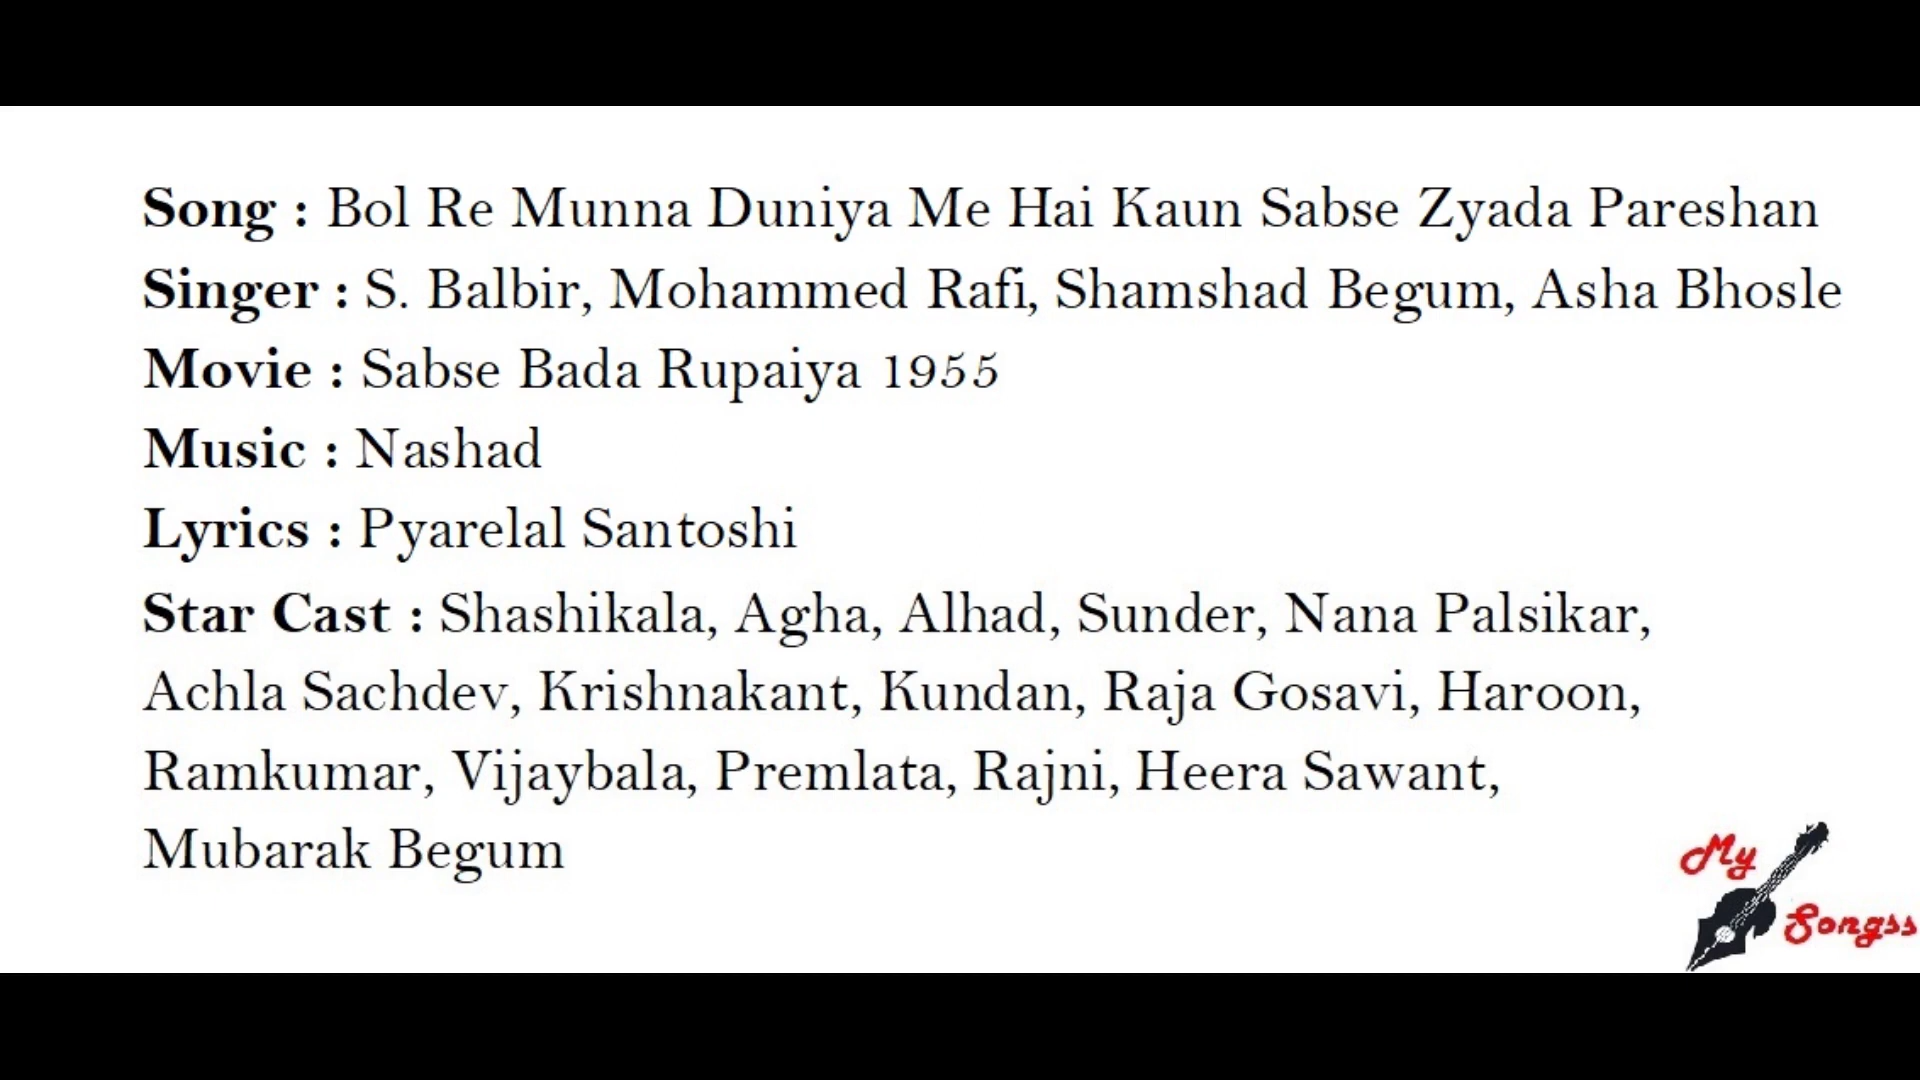 Song : Bol Re Munna Duniya Me Hai Kaun Sabse Zyada Pareshan
Singer : S. Balbir, Mohammed Rafi, Shamshad Begum, Asha Bhosle
Movie : Sabse Bada Rupaiya 1955
Music : Nashad
Lyrics : Pyarelal Santoshi
Star Cast : Shashikala, Agha, Alhad, Sunder, Nana Palsikar,
Achla Sachdev, Krishnakant, Kundan, Raja Gosavi, Haroon,
Ramkumar, Vijaybala, Premlata, Rajni, Heera Sawant,
Mubarak Begum
My
Songss